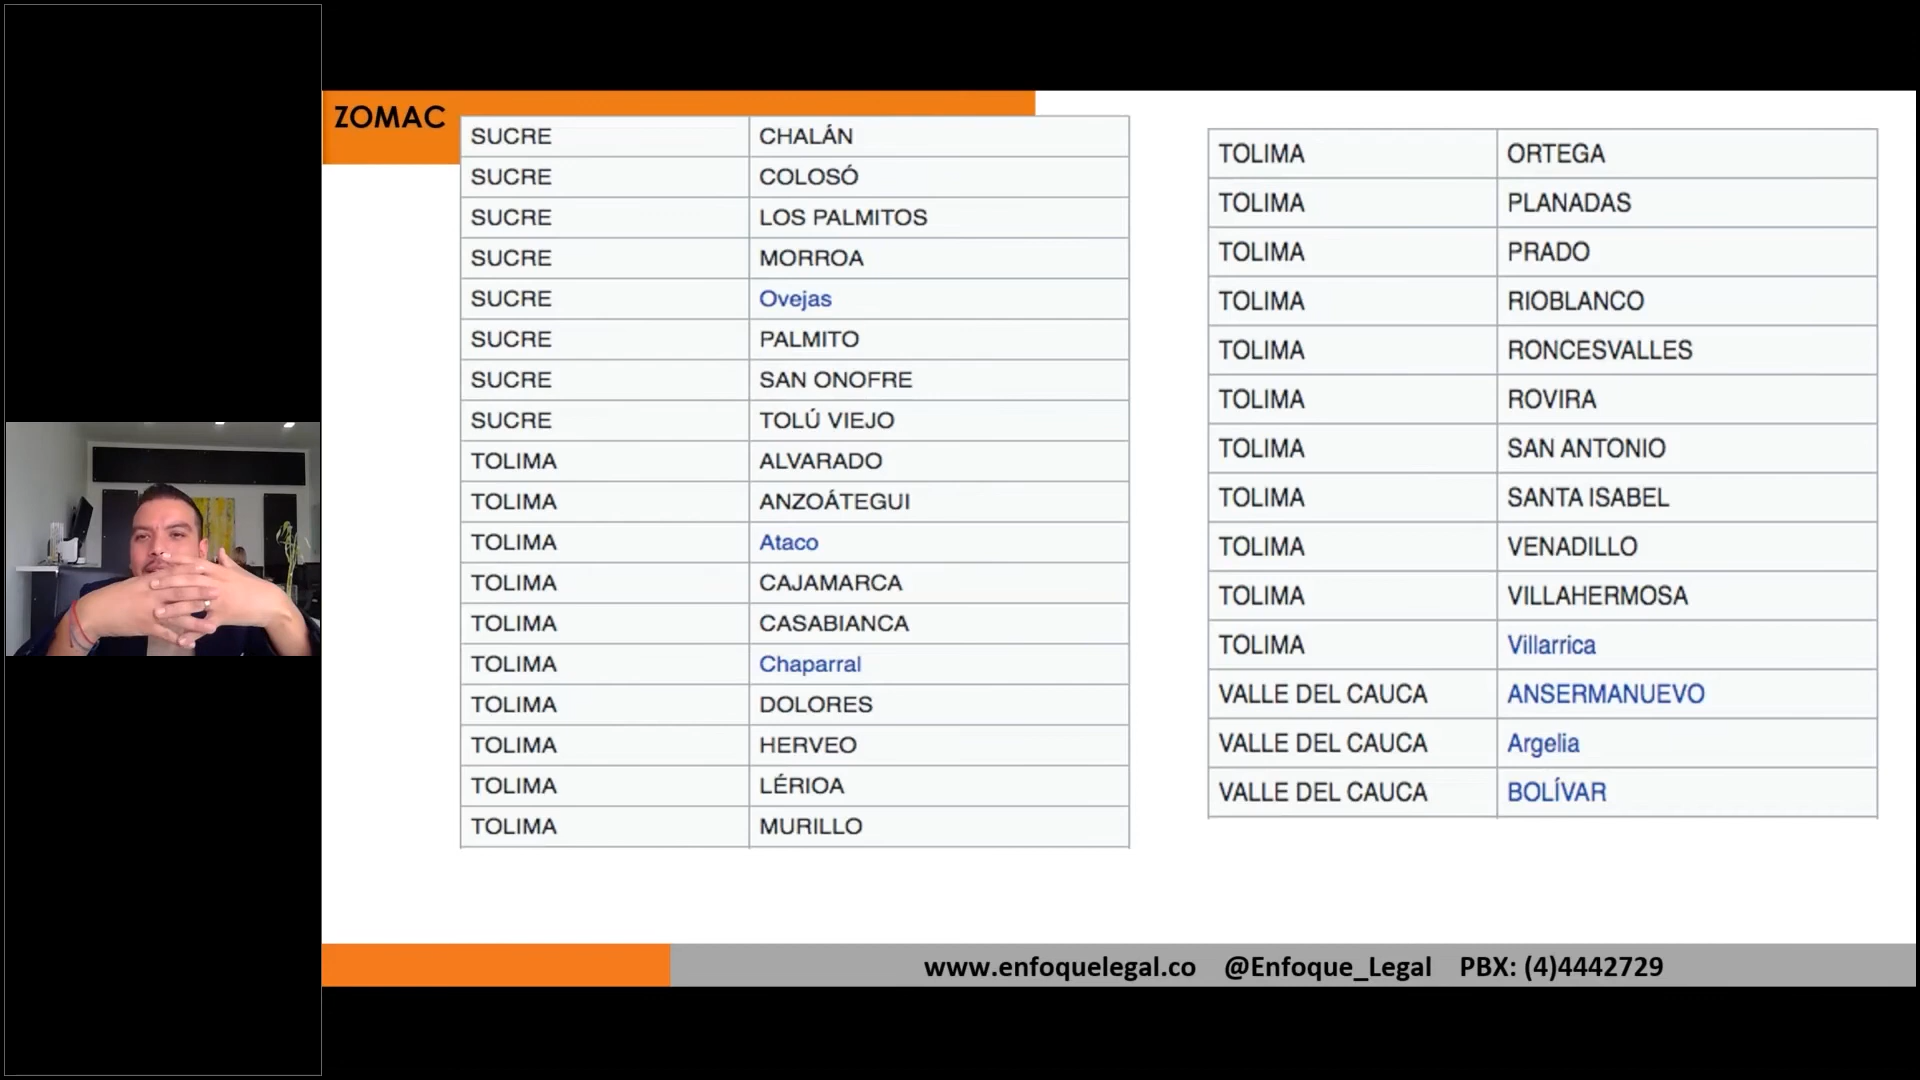 ZOMAC
SUCRE CHALÁN
SUCRE COLOSÓ
SUCRE LOS PALMITOS
SUCRE MORROA
SUCRE Ovejas
SUCRE PALMITO
SUCRE SAN ONOFRE
SUCRE TOLÚ VIEJO
TOLIMA ALVARADO
TOLIMA ANZOÁTEGUI
TOLIMA Ataco
TOLIMA CAJAMARCA
TOLIMA CASABIANCA
TOLIMA Chaparral
TOLIMA DOLORES
TOLIMA HERVEO
TOLIMA LÉRIOA
TOLIMA MURILLO
TOLIMA ORTEGA
TOLIMA PLANADAS
TOLIMA PRADO
TOLIMA RIOBLANCO
TOLIMA RONCESVALLES
TOLIMA ROVIRA
TOLIMA SAN ANTONIO
TOLIMA SANTA ISABEL
TOLIMA VENADILLO
TOLIMA VILLAHERMOSA
TOLIMA Villarrica
VALLE DEL CAUCA ANSERMANUEVO
VALLE DEL CAUCA Argelia
VALLE DEL CAUCA BOLÍVAR
www.enfoquelegal.co @Enfoque_Legal PBX: (4)4442729